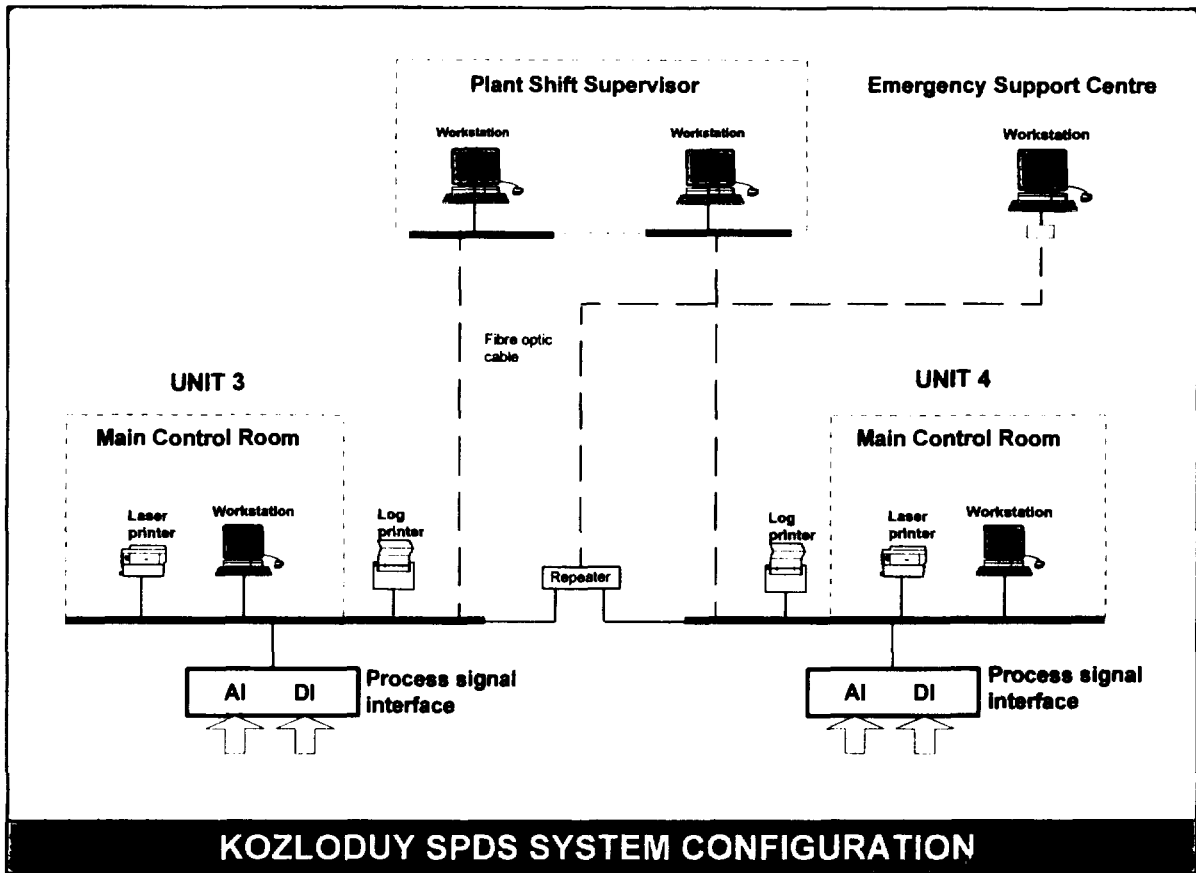 Plant Shift Supervisor
Emergency Support Centre
Workstation
Workstation
Workstation
Fibre optic
cable
UNIT 3
UNIT 4
Main Control Room
Main Control Room
Laser
printer
Workstation
Log
printer
Repeater
Log
printer
Laser
printer
Workstation
AI DI
Process signal
interface
AI DI
Process signal
interface
KOZLODUY SPDS SYSTEM CONFIGURATION